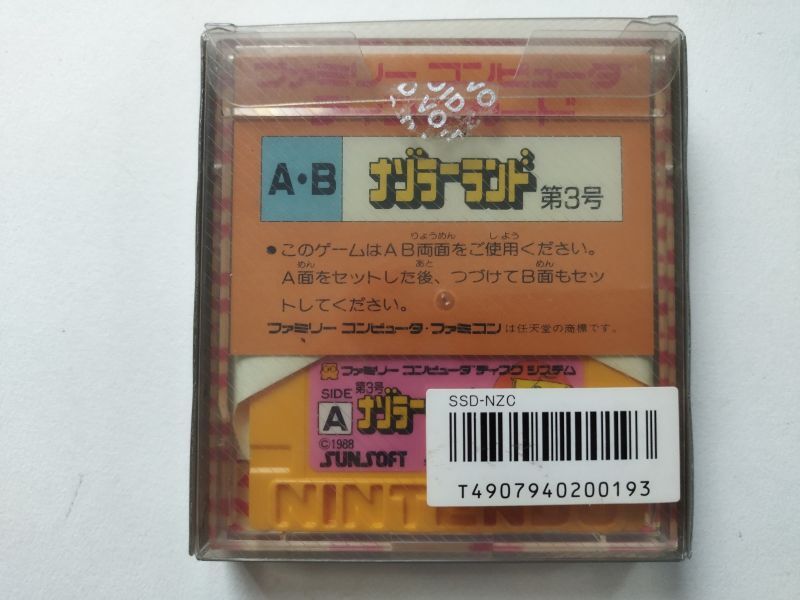 ファミリー コンピュータ
VOID
A・B
ナゾラーランド 第3号
りょうめん しよう
●このゲームはAB両面をご使用ください。
めん あと めん
A面をセットした後、つづけてB面もセッ
トしてください。
ファミリー コンピュータ・ファミコン は任天堂の商標です。
ファミリー コンピュータ ディスク システム
第3号
SIDE
A
ナゾラー
©1988
SUNSOFT
NINTENDO
SSD-NZC
T4907940200193